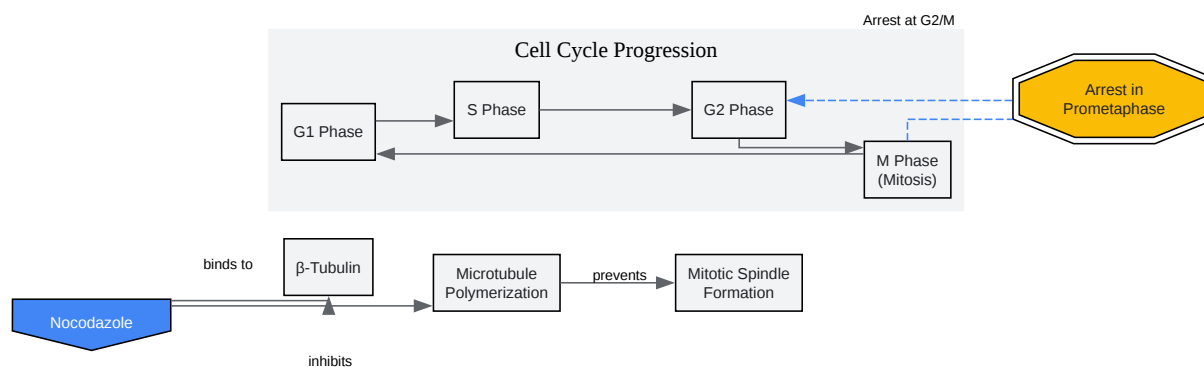 Arrest at G2/M
Cell Cycle Progression
G1 Phase
S Phase
G2 Phase
M Phase
(Mitosis)
Arrest in
Prometaphase
binds to
β-Tubulin
Microtubule
Polymerization
prevents
Mitotic Spindle
Formation
Nocodazole
inhibits